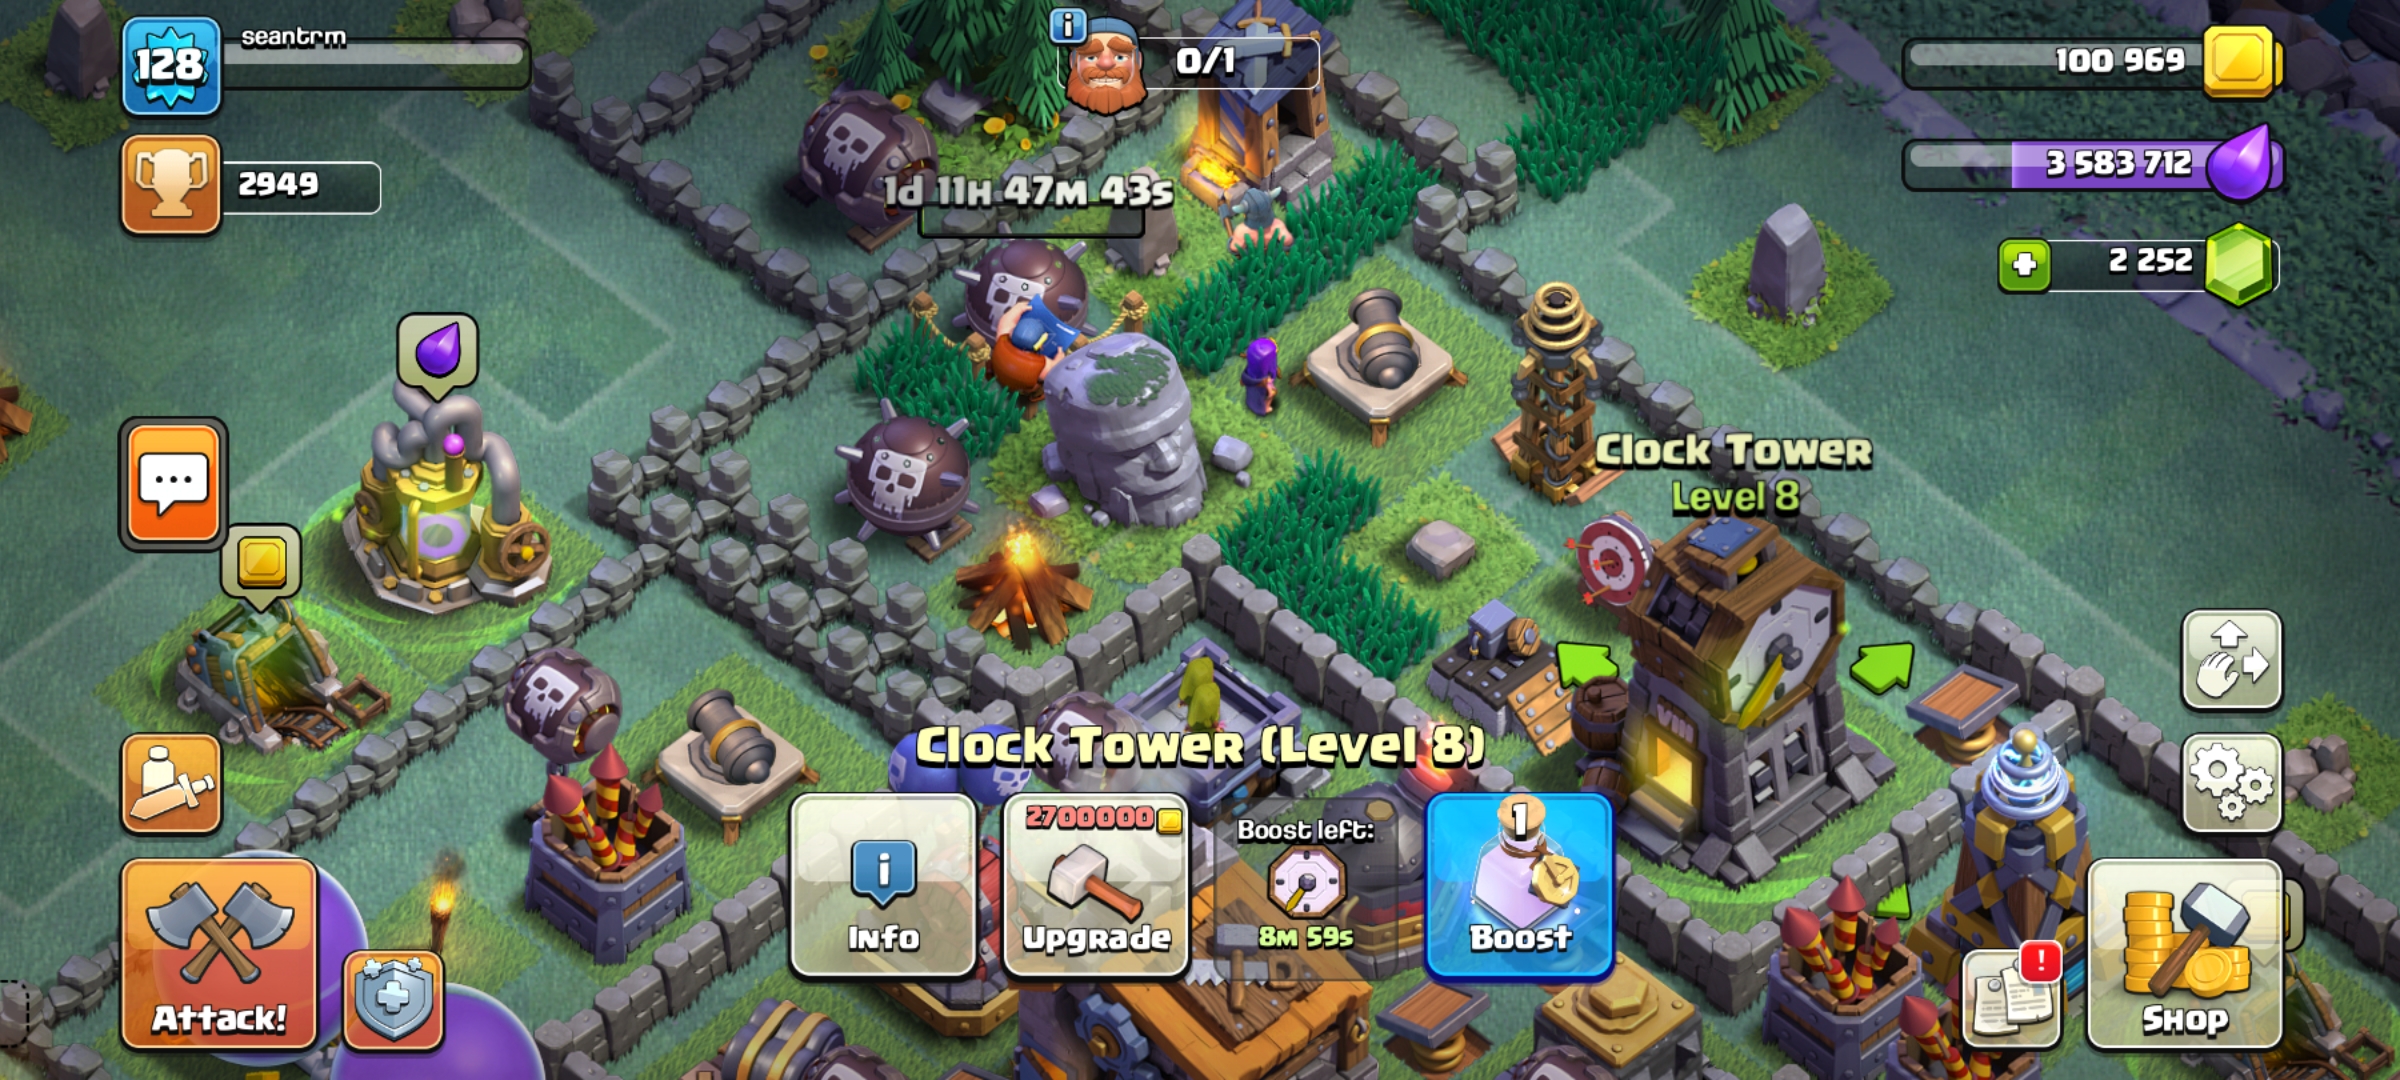 128
seantrm
0/1
100 969
2949
1d 11H 47M 43s
3 583 712
2 252
Clock Tower
Level 8
VIII
Clock Tower (Level 8)
2700000
Upgrade
Info
Boost left:
8M 59s
1
Boost
Attack!
!
Shop